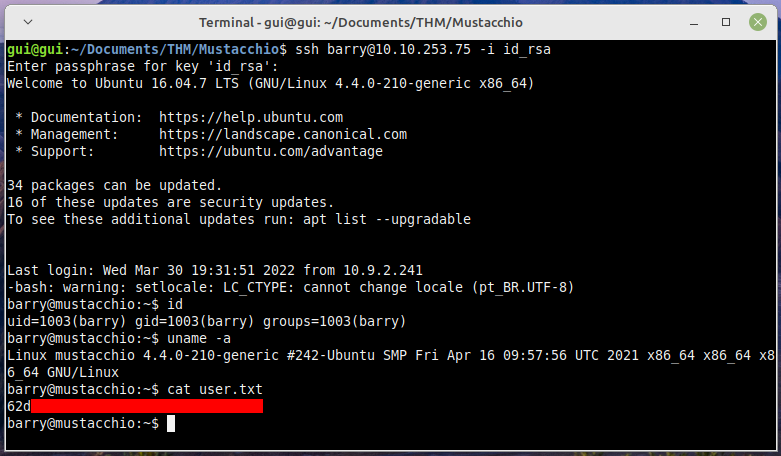 Terminal - gui@gui: ~/Documents/THM/Mustacchio
gui@gui:~/Documents/THM/Mustacchio$ ssh barry@10.10.253.75 -i id_rsa
Enter passphrase for key 'id_rsa':
Welcome to Ubuntu 16.04.7 LTS (GNU/Linux 4.4.0-210-generic x86_64)

 * Documentation:  https://help.ubuntu.com
 * Management:     https://landscape.canonical.com
 * Support:        https://ubuntu.com/advantage

34 packages can be updated.
16 of these updates are security updates.
To see these additional updates run: apt list --upgradable


Last login: Wed Mar 30 19:31:51 2022 from 10.9.2.241
-bash: warning: setlocale: LC_CTYPE: cannot change locale (pt_BR.UTF-8)
barry@mustacchio:~$ id
uid=1003(barry) gid=1003(barry) groups=1003(barry)
barry@mustacchio:~$ uname -a
Linux mustacchio 4.4.0-210-generic #242-Ubuntu SMP Fri Apr 16 09:57:56 UTC 2021 x86_64 x86_64 x8
6_64 GNU/Linux
barry@mustacchio:~$ cat user.txt
62d
barry@mustacchio:~$